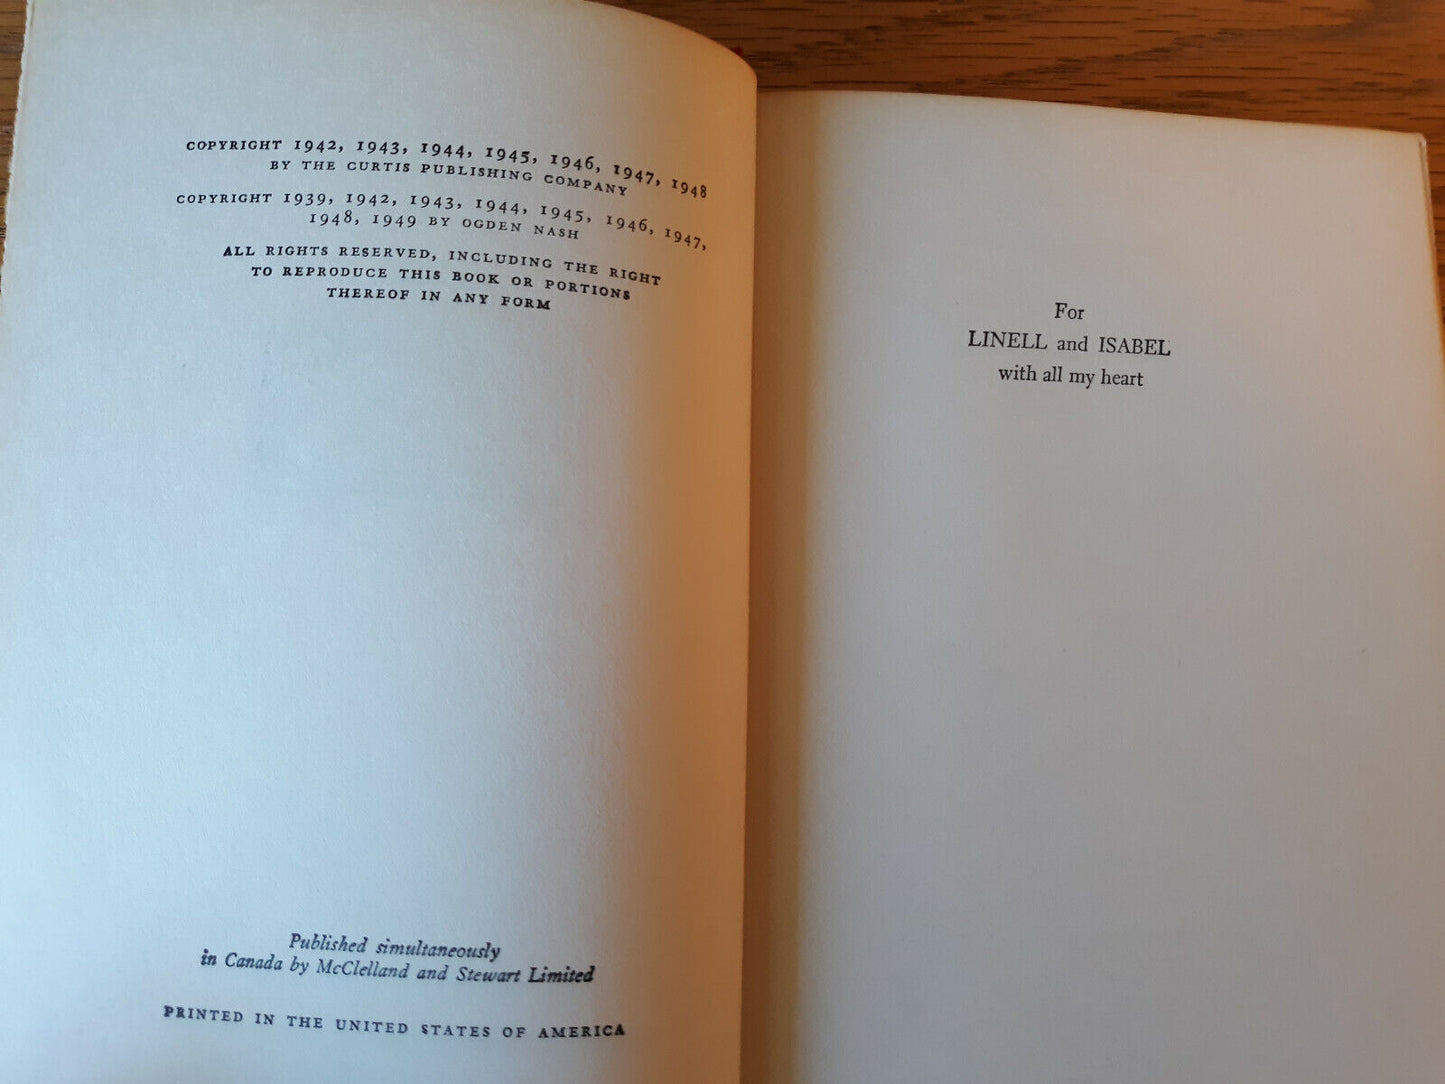 COPYRIGHT 1942, 1943, 1944, 1945, 1946, 1947, 1948
BY THE CURTIS PUBLISHING COMPANY
COPYRIGHT 1939, 1942, 1943, 1944, 1945, 1946, 1947,
1948, 1949 BY OGDEN NASH
ALL RIGHTS RESERVED, INCLUDING THE RIGHT
TO REPRODUCE THIS BOOK OR PORTIONS
THEREOF IN ANY FORM
Published simultaneously
in Canada by McClelland and Stewart Limited
PRINTED IN THE UNITED STATES OF AMERICA
For
LINELL and ISABEL
with all my heart